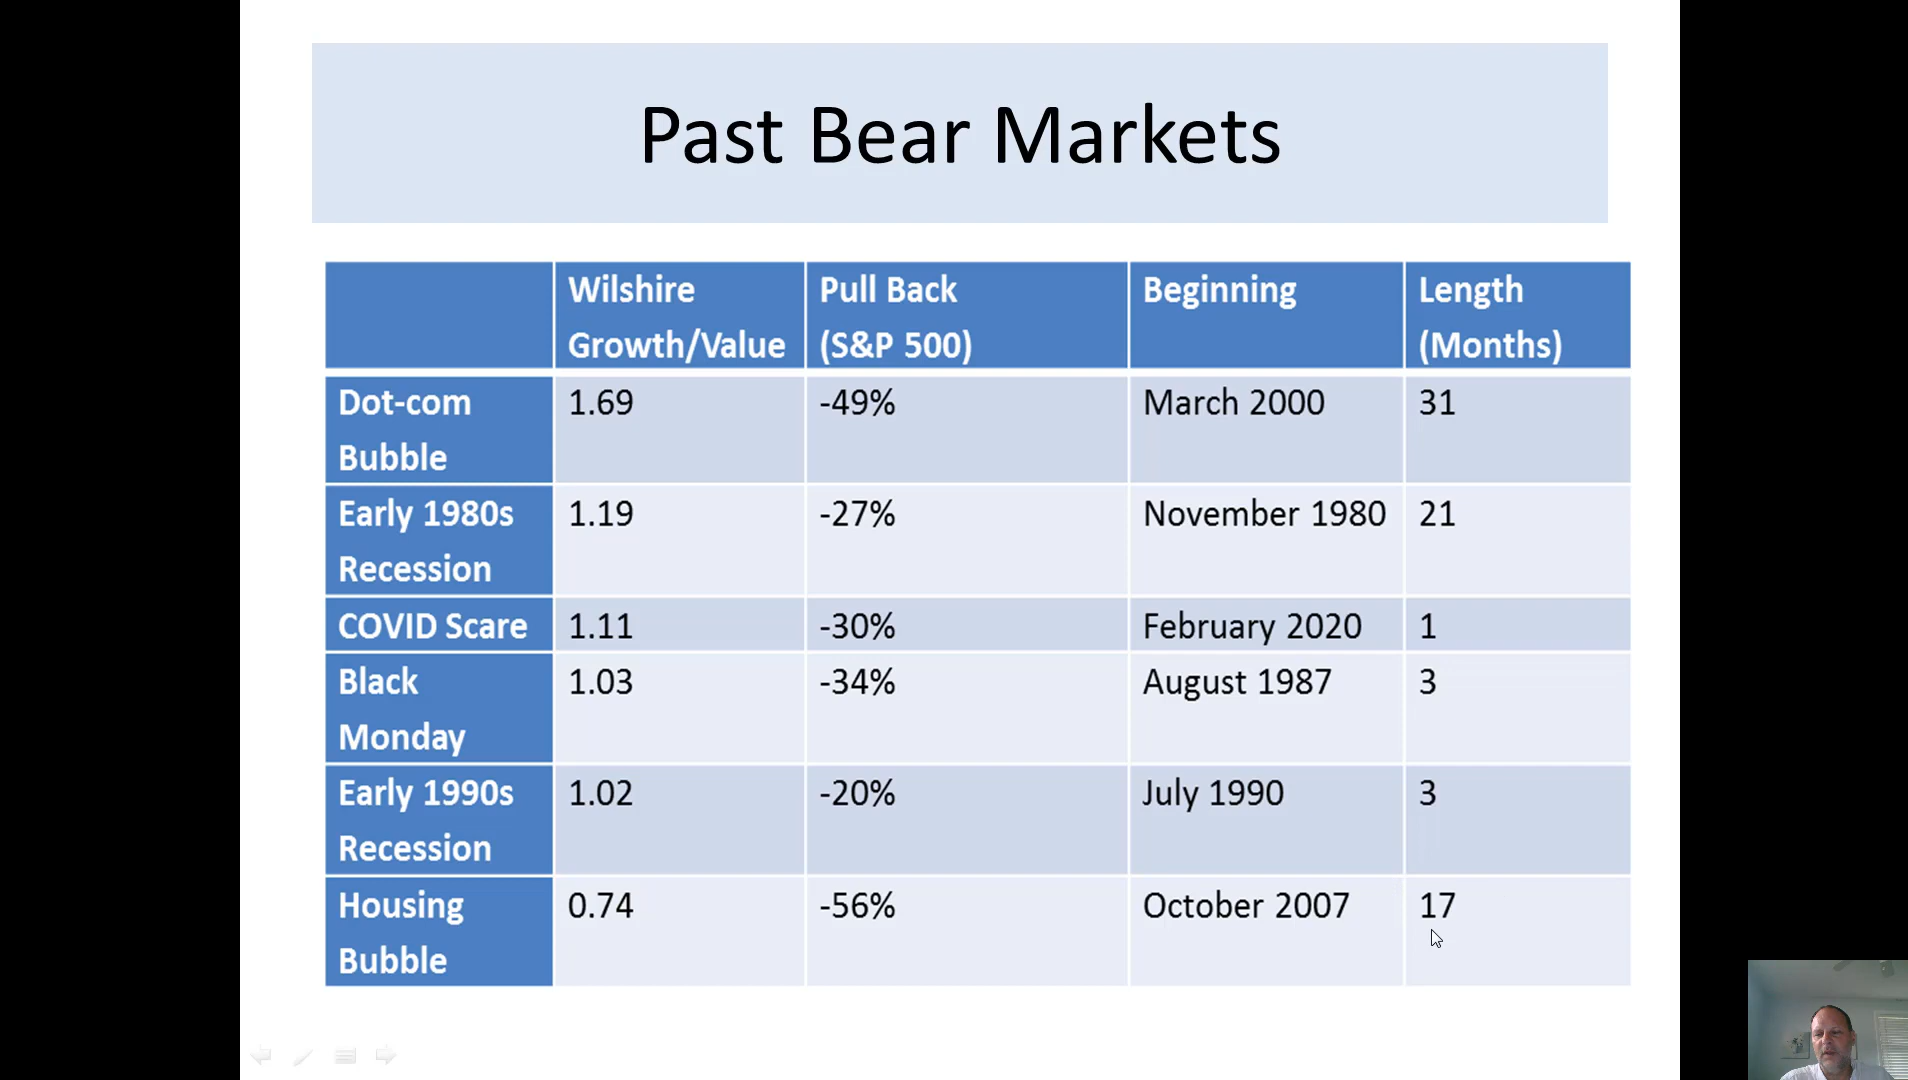 Past Bear Markets
Wilshire Growth/Value
Pull Back (S&P 500)
Beginning
Length (Months)
Dot-com Bubble
1.69
-49%
March 2000
31
Early 1980s Recession
1.19
-27%
November 1980
21
COVID Scare
1.11
-30%
February 2020
1
Black Monday
1.03
-34%
August 1987
3
Early 1990s Recession
1.02
-20%
July 1990
3
Housing Bubble
0.74
-56%
October 2007
17